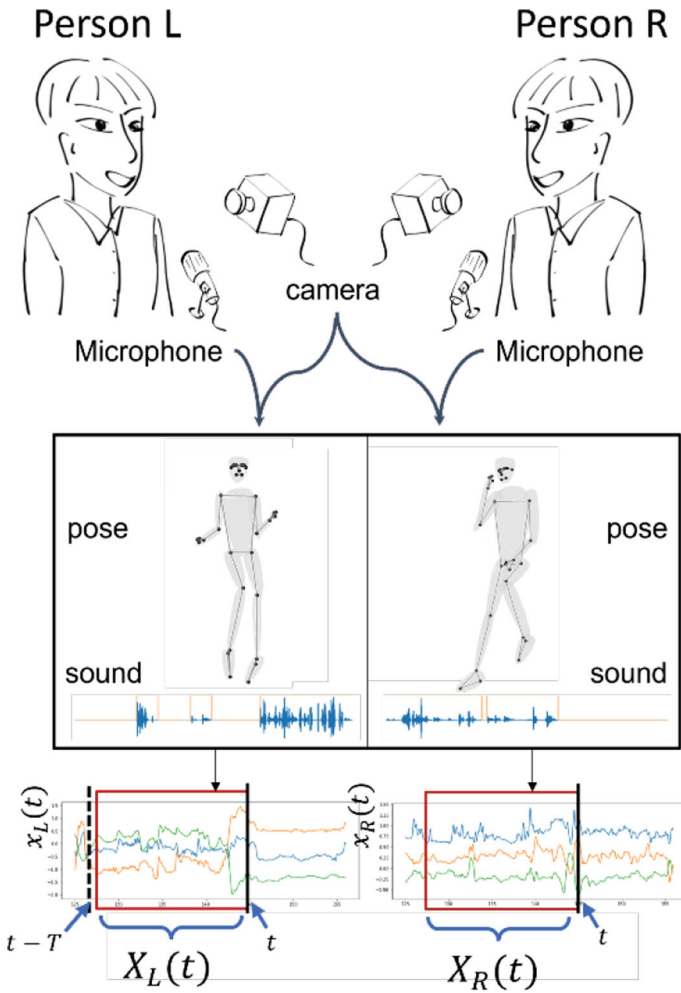 Person L
Person R
camera
Microphone
Microphone
pose
pose
sound
sound
x_L(t)
x_R(t)
t − T
t
t
X_L(t)
X_R(t)